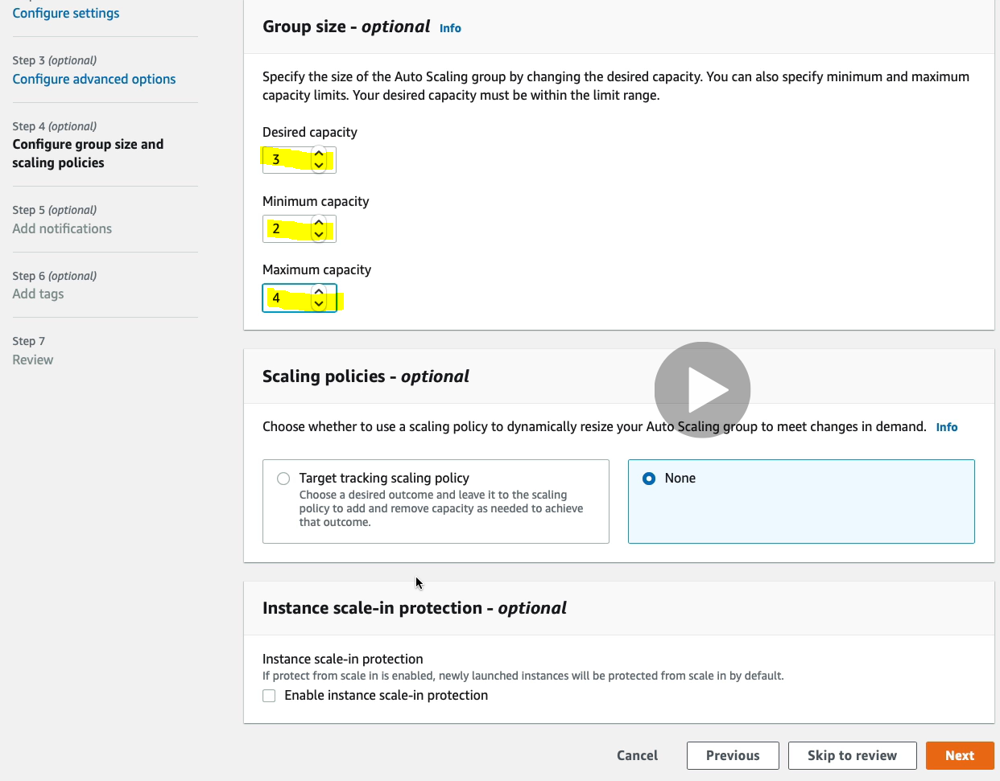 Configure settings
Step 3 (optional)
Configure advanced options
Step 4 (optional)
Configure group size and
scaling policies
Step 5 (optional)
Add notifications
Step 6 (optional)
Add tags
Step 7
Review
Group size - optional Info
Specify the size of the Auto Scaling group by changing the desired capacity. You can also specify minimum and maximum
capacity limits. Your desired capacity must be within the limit range.
Desired capacity
3
Minimum capacity
2
Maximum capacity
4
Scaling policies - optional
Choose whether to use a scaling policy to dynamically resize your Auto Scaling group to meet changes in demand. Info
Target tracking scaling policy
Choose a desired outcome and leave it to the scaling
policy to add and remove capacity as needed to achieve
that outcome.
None
Instance scale-in protection - optional
Instance scale-in protection
If protect from scale in is enabled, newly launched instances will be protected from scale in by default.
Enable instance scale-in protection
Cancel Previous Skip to review Next